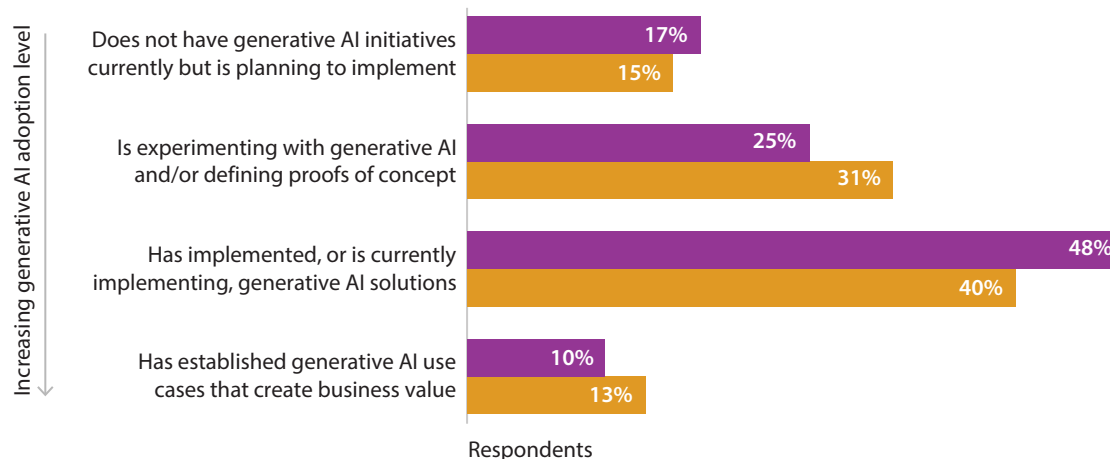 Increasing generative AI adoption level
Does not have generative AI initiatives
currently but is planning to implement
17%
15%
Is experimenting with generative AI
and/or defining proofs of concept
25%
31%
Has implemented, or is currently
implementing, generative AI solutions
48%
40%
Has established generative AI use
cases that create business value
10%
13%
Respondents